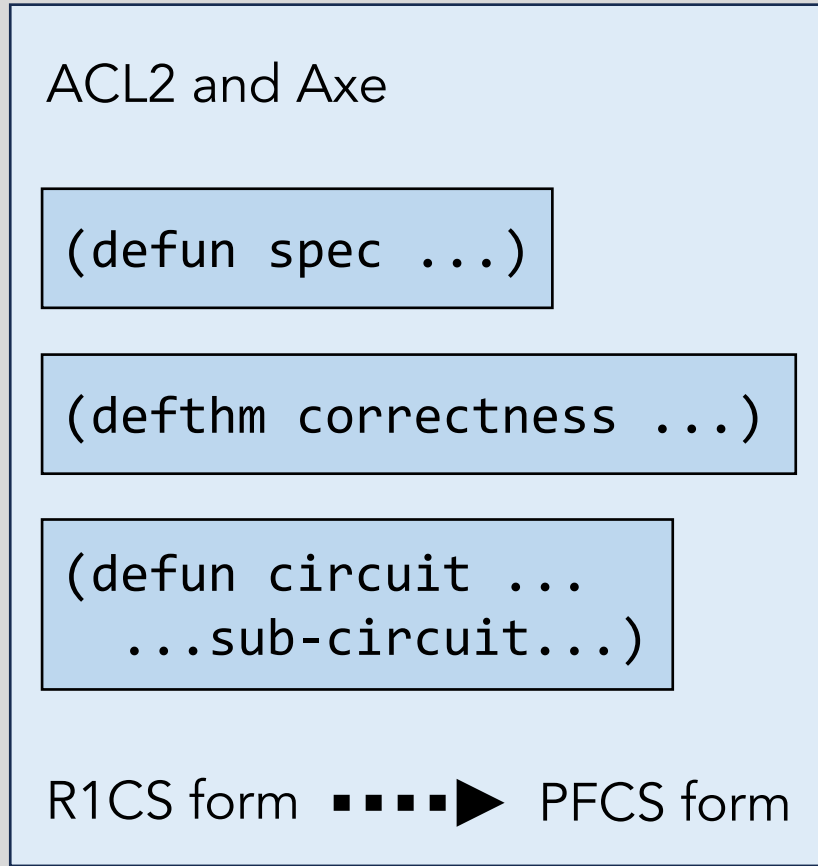 ACL2 and Axe
(defun spec ...)
(defthm correctness ...)
(defun circuit ...
...sub-circuit...)
R1CS form PFCS form